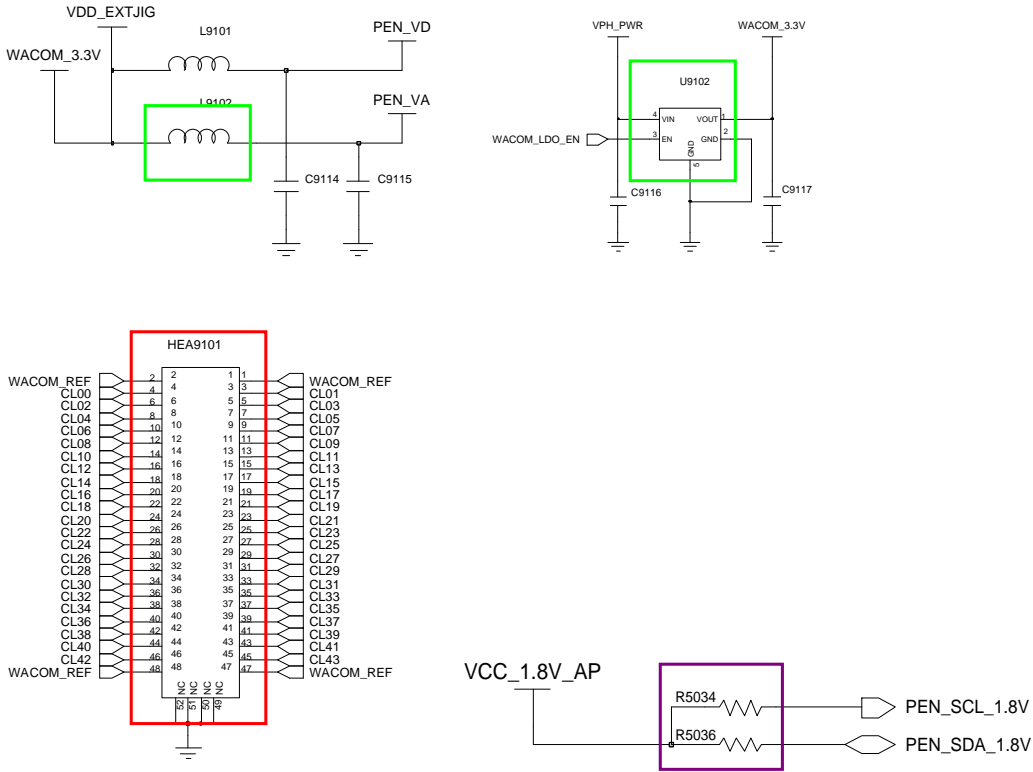 VDD_EXTJIG
L9101
PEN_VD
WACOM_3.3V
L9102
PEN_VA
C9114 C9115
VPH_PWR WACOM_3.3V
U9102
4 VIN VOUT 1
WACOM_LDO_EN 3 EN GND 2
GND
5
C9116 C9117
HEA9101
WACOM_REF 2 2 1 1 WACOM_REF
CL00 4 4 3 3 CL01
CL02 6 6 5 5 CL03
CL04 8 8 7 7 CL05
CL06 10 10 9 9 CL07
CL08 12 12 11 11 CL09
CL10 14 14 13 13 CL11
CL12 16 16 15 15 CL13
CL14 18 18 17 17 CL15
CL16 20 20 19 19 CL17
CL18 22 22 21 21 CL19
CL20 24 24 23 23 CL21
CL22 26 26 25 25 CL23
CL24 28 28 27 27 CL25
CL26 30 30 29 29 CL27
CL28 32 32 31 31 CL29
CL30 34 34 33 33 CL31
CL32 36 36 35 35 CL33
CL34 38 38 37 37 CL35
CL36 40 40 39 39 CL37
CL38 42 42 41 41 CL39
CL40 44 44 43 43 CL41
CL42 46 46 45 45 CL43
WACOM_REF 48 48 47 47 WACOM_REF
NC NC NC NC
52 51 50 49
VCC_1.8V_AP
R5034 PEN_SCL_1.8V
R5036 PEN_SDA_1.8V